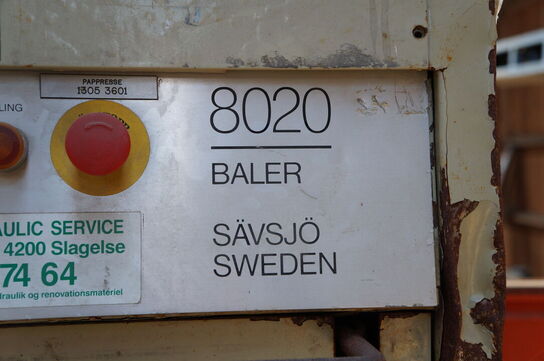 PAPPRESSE
1305 3601
LING
8020
BALER
SÄVSJÖ
SWEDEN
AULIC SERVICE
4200 Slagelse
74 64
draulik og renovationsmateriel